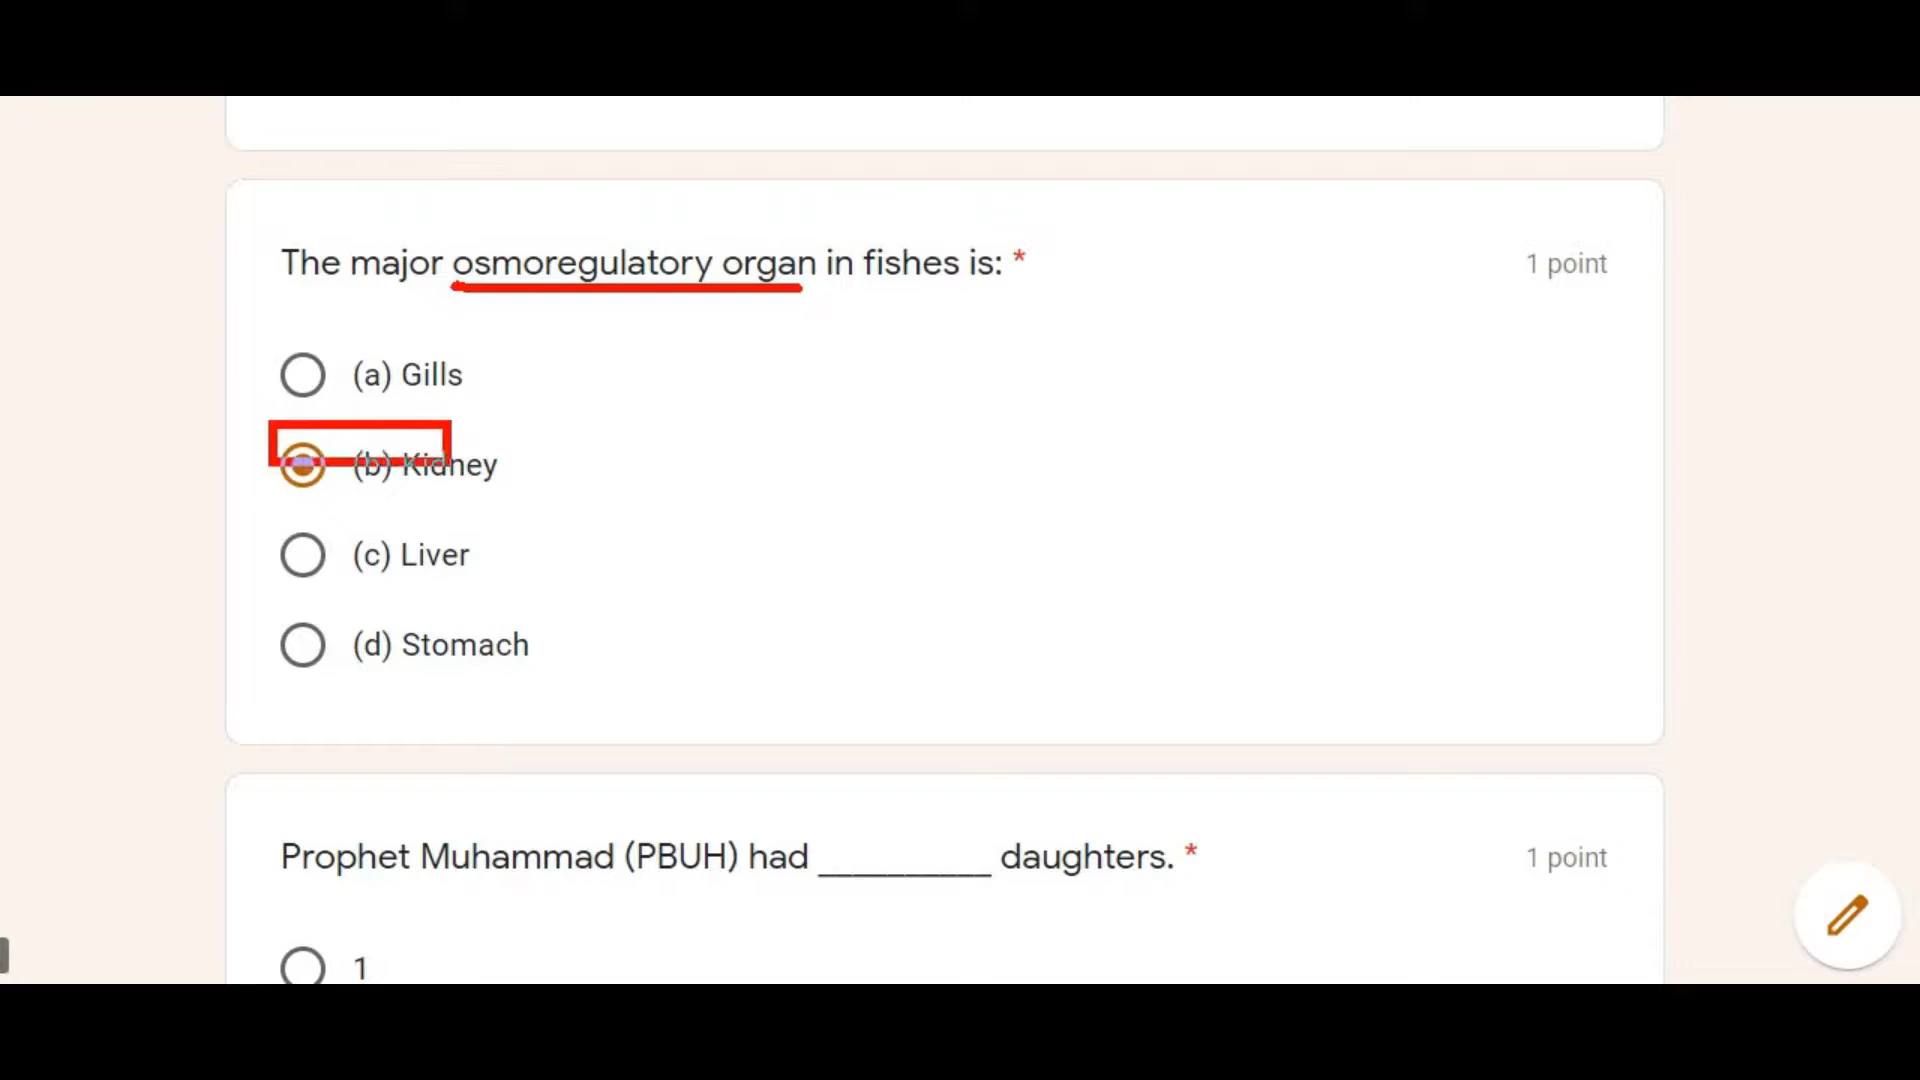 The major osmoregulatory organ in fishes is: *
1 point
(a) Gills
(b) Kidney
(c) Liver
(d) Stomach
Prophet Muhammad (PBUH) had __________ daughters. *
1 point
1